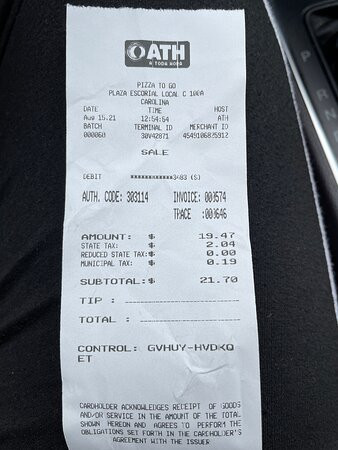 ATH
A TODA HORA
PIZZA TO GO
PLAZA ESCORIAL LOCAL C 100A
CAROLINA
DATE TIME HOST
Aug 15,21 12:54:54 ATH
BATCH TERMINAL ID MERCHANT ID
000060 30V42871 4549106875912
SALE
DEBIT ************3483 (S)
AUTH. CODE: 303114 INVOICE: 000574
TRACE :000646
AMOUNT: $ 19.47
STATE TAX: $ 2.04
REDUCED STATE TAX: $ 0.00
MUNICIPAL TAX: $ 0.19
SUBTOTAL: $ 21.70
TIP :
TOTAL :
CONTROL: GVHUY-HVDKQ
ET
CARDHOLDER ACKNOWLEDGES RECEIPT OF GOODS
AND/OR SERVICE IN THE AMOUNT OF THE TOTAL
SHOWN HEREON AND AGREES TO PERFORM THE
OBLIGATIONS SET FORTH IN THE CARDHOLDER'S
AGREEMENT WITH THE ISSUER
P
R
N